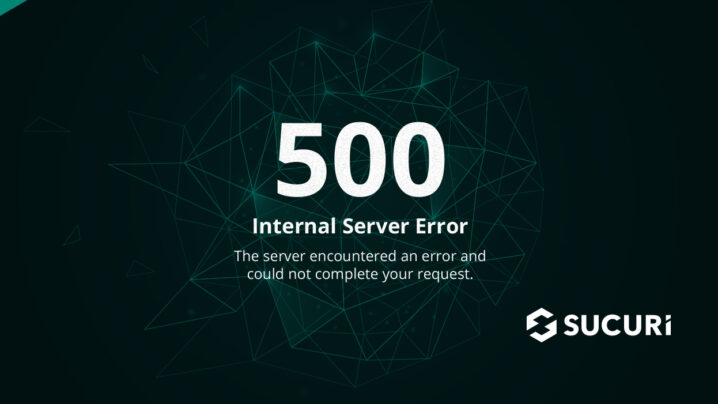 500
Internal Server Error
The server encountered an error and
could not complete your request.
SUCURi